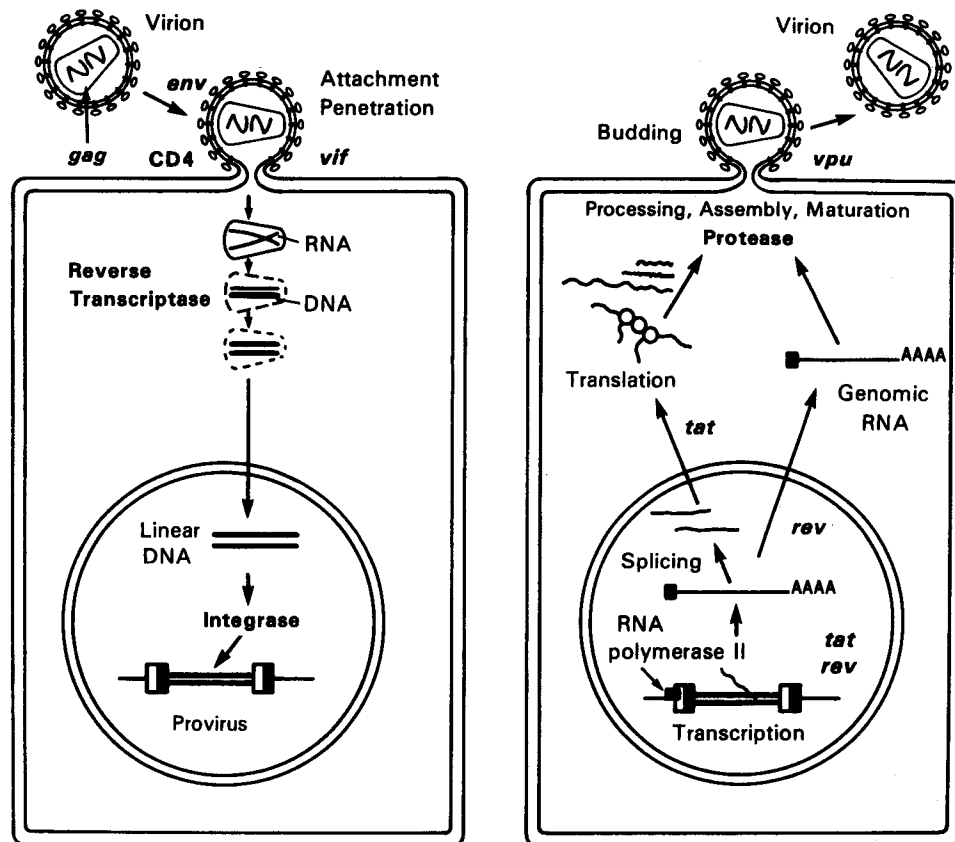 Virion
env
Attachment
Penetration
gag
CD4
vif
RNA
Reverse
Transcriptase
DNA
Linear
DNA
Integrase
Provirus
Virion
Budding
vpu
Processing, Assembly, Maturation
Protease
AAAA
Translation
Genomic
RNA
tat
rev
Splicing
AAAA
RNA
polymerase II
tat
rev
Transcription